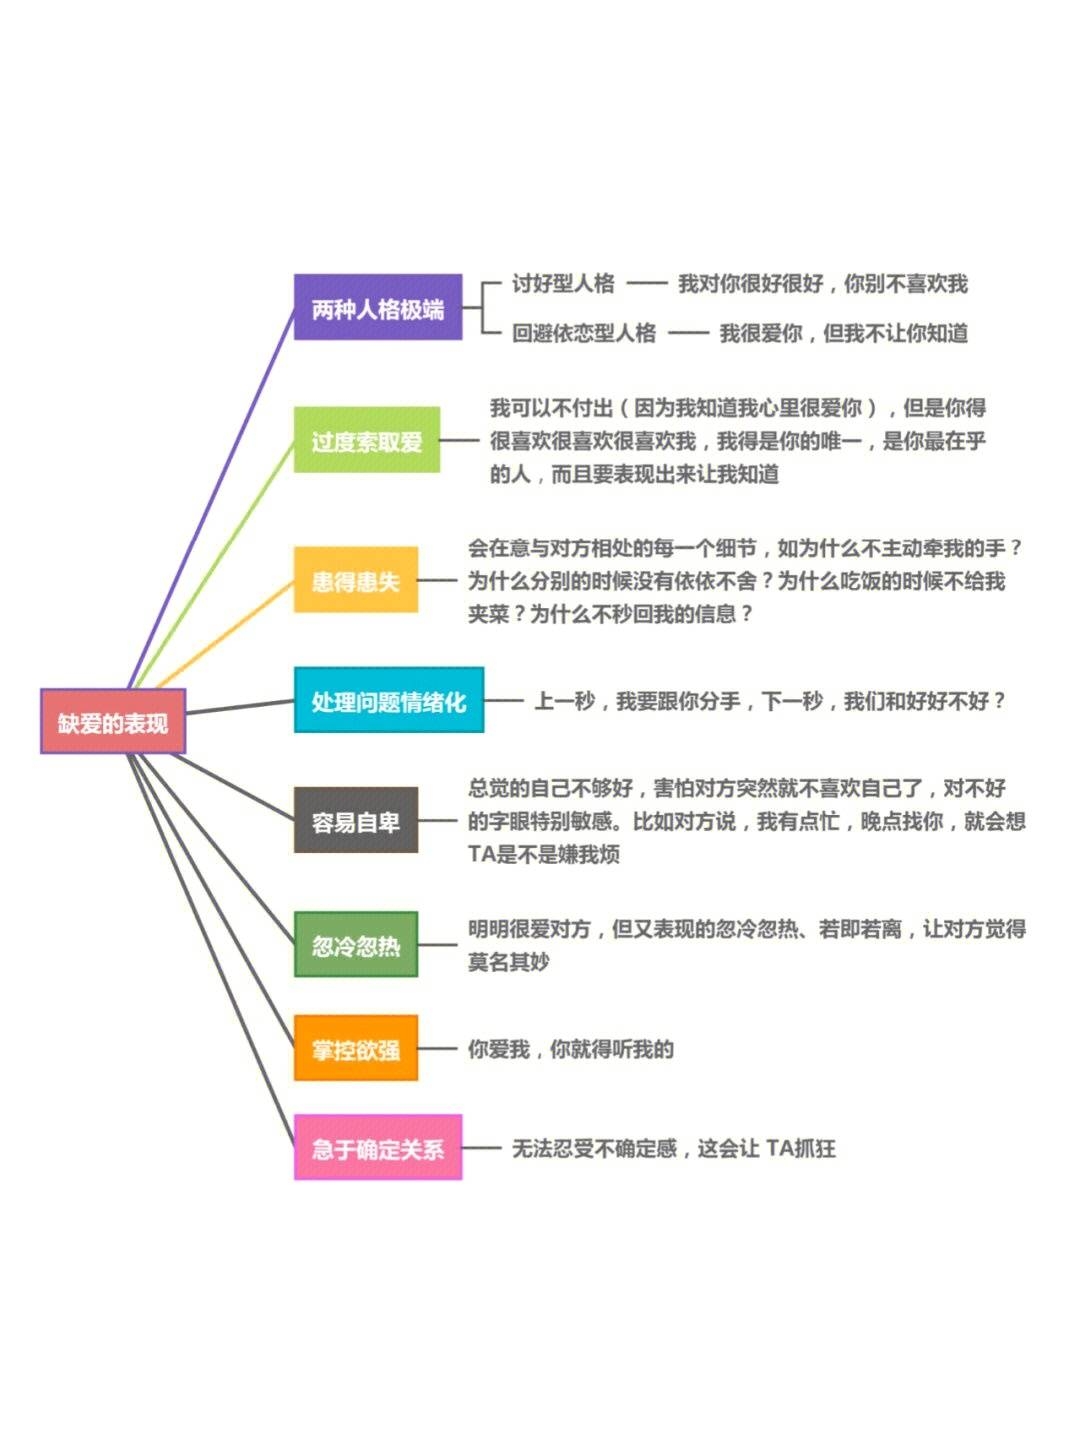 缺爱的表现
两种人格极端
讨好型人格
我对你很好很好，你别不喜欢我
回避依恋型人格
我很爱你，但我不让你知道
过度索取爱
我可以不付出（因为我知道我心里很爱你），但是你得
很喜欢很喜欢很喜欢我，我得是你的唯一，是你最在乎
的人，而且要表现出来让我知道
患得患失
会在意与对方相处的每一个细节，如为什么不主动牵我的手？
为什么分别的时候没有依依不舍？为什么吃饭的时候不给我
夹菜？为什么不秒回我的信息？
处理问题情绪化
上一秒，我要跟你分手，下一秒，我们和好好不好？
容易自卑
总觉的自己不够好，害怕对方突然就不喜欢自己了，对不好
的字眼特别敏感。比如对方说，我有点忙，晚点找你，就会想
TA是不是嫌我烦
忽冷忽热
明明很爱对方，但又表现的忽冷忽热、若即若离，让对方觉得
莫名其妙
掌控欲强
你爱我，你就得听我的
急于确定关系
无法忍受不确定感，这会让 TA抓狂